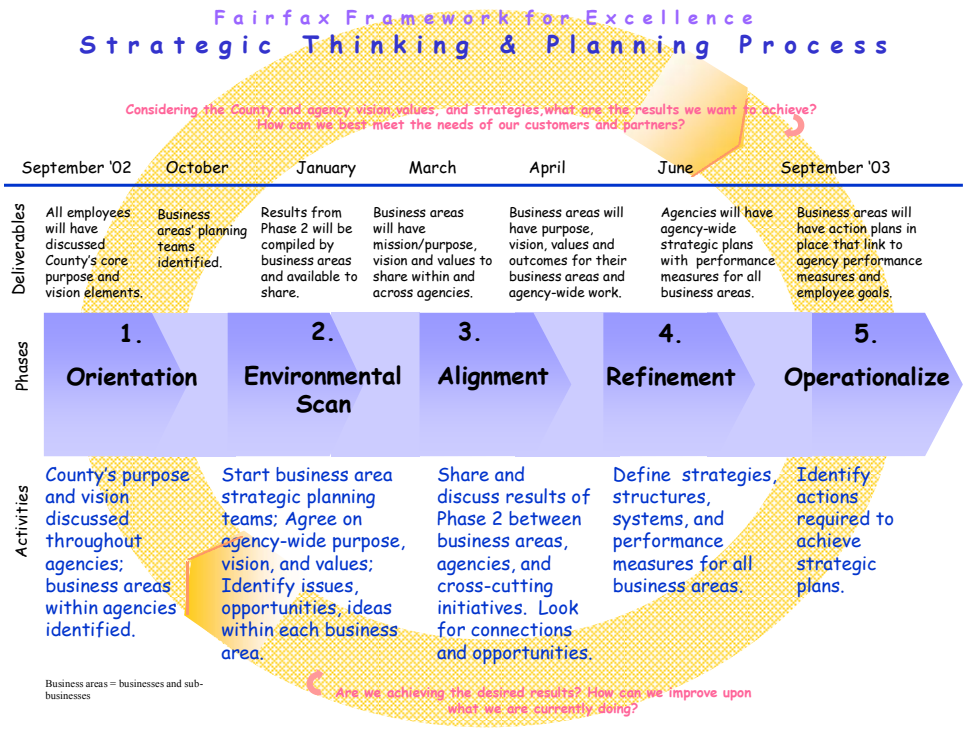 Fairfax Framework for Excellence
Strategic Thinking & Planning Process
Considering the County and agency vision,values, and strategies,what are the results we want to achieve?
How can we best meet the needs of our customers and partners?
September '02
October
January
March
April
June
September '03
Deliverables
All employees
will have
discussed
County's core
purpose and
vision elements.
Business
areas' planning
teams
identified.
Results from
Phase 2 will be
compiled by
business areas
and available to
share.
Business areas
will have
mission/purpose,
vision and values to
share within and
across agencies.
Business areas will
have purpose,
vision, values and
outcomes for their
business areas and
agency-wide work.
Agencies will have
agency-wide
strategic plans
with performance
measures for all
business areas.
Business areas will
have action plans in
place that link to
agency performance
measures and
employee goals.
Phases
1.
Orientation
2.
Environmental
Scan
3.
Alignment
4.
Refinement
5.
Operationalize
Activities
County's purpose
and vision
discussed
throughout
agencies;
business areas
within agencies
identified.
Start business area
strategic planning
teams; Agree on
agency-wide purpose,
vision, and values;
Identify issues,
opportunities, ideas
within each business
area.
Share and
discuss results of
Phase 2 between
business areas,
agencies, and
cross-cutting
initiatives. Look
for connections
and opportunities.
Define strategies,
structures,
systems, and
performance
measures for all
business areas.
Identify
actions
required to
achieve
strategic
plans.
Business areas = businesses and sub-
businesses
Are we achieving the desired results? How can we improve upon
what we are currently doing?